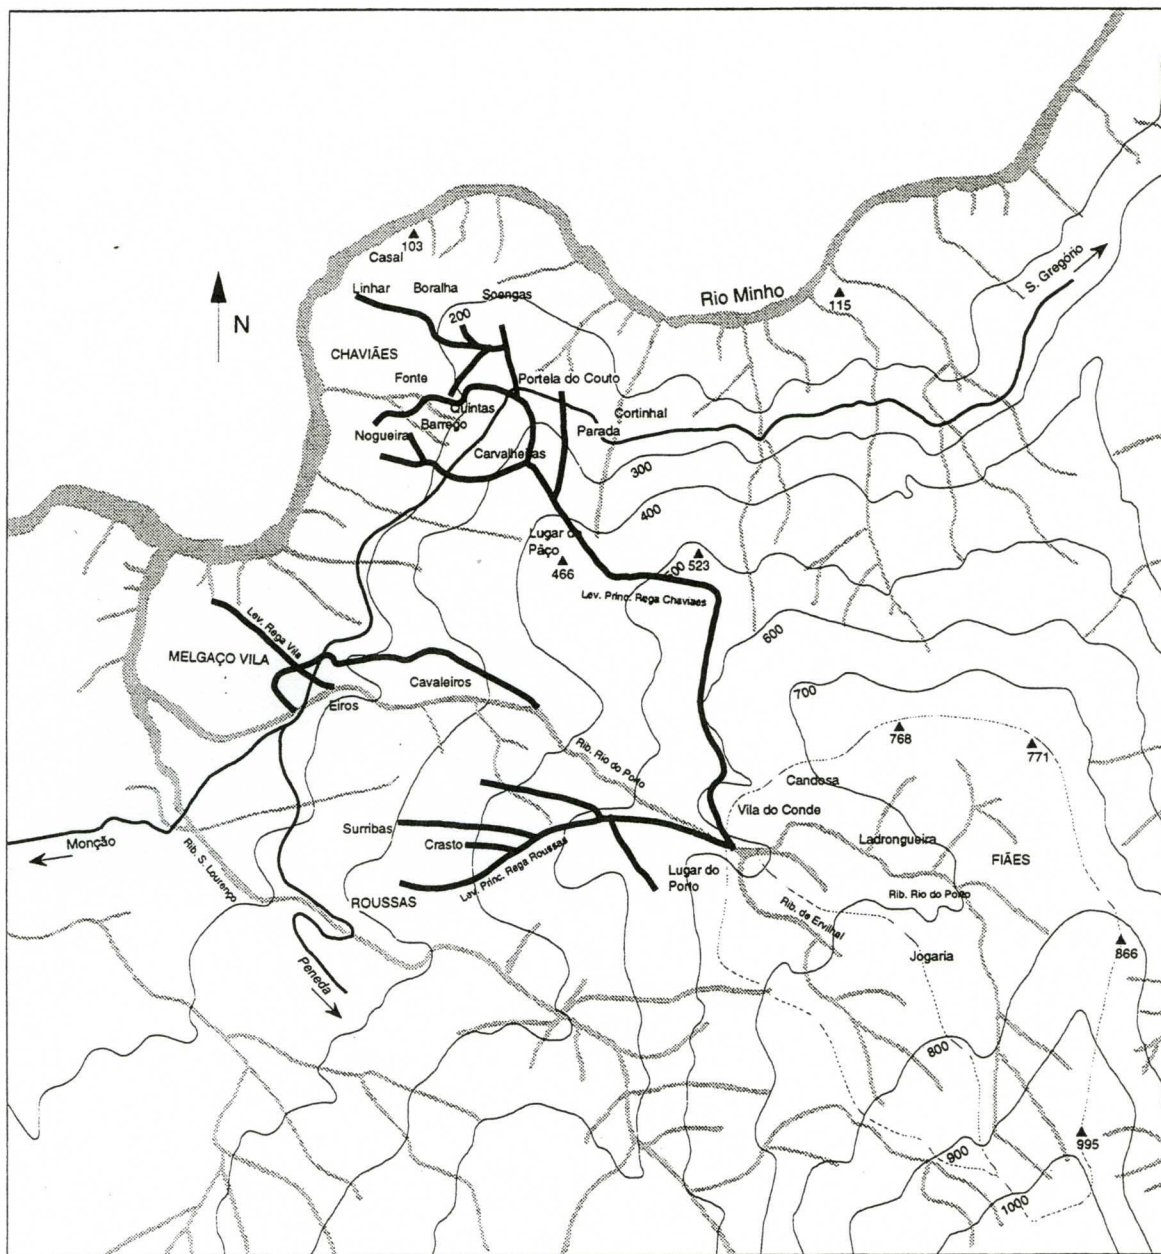 103
Casal
S. Gregório
Linhar
Boralha
Soengas
Rio Minho
115
200
N
CHAVIÃES
Fonte
Portela do Couto
Quintas
Cortinhal
Barreço
Parada
Nogueira
Carvalheiras
300
400
Lugar do
Pâço
466
523
Lev. Princ. Rega Chaviaes
Lev. Rega Vila
600
MELGAÇO VILA
Cavaleiros
700
Eiros
768
771
Rib. Rio do Porto
Candosa
Vila do Conde
Surribas
Ladrongueira
Monção
Crasto
FIÃES
Lev. Princ. Rega Roussas
Lugar do
Porto
Rib. S. Lourenço
ROUSSAS
Rib. Rio do Porto
Rib. de Ervilhal
866
Jogaria
Peneda
800
995
900
1000